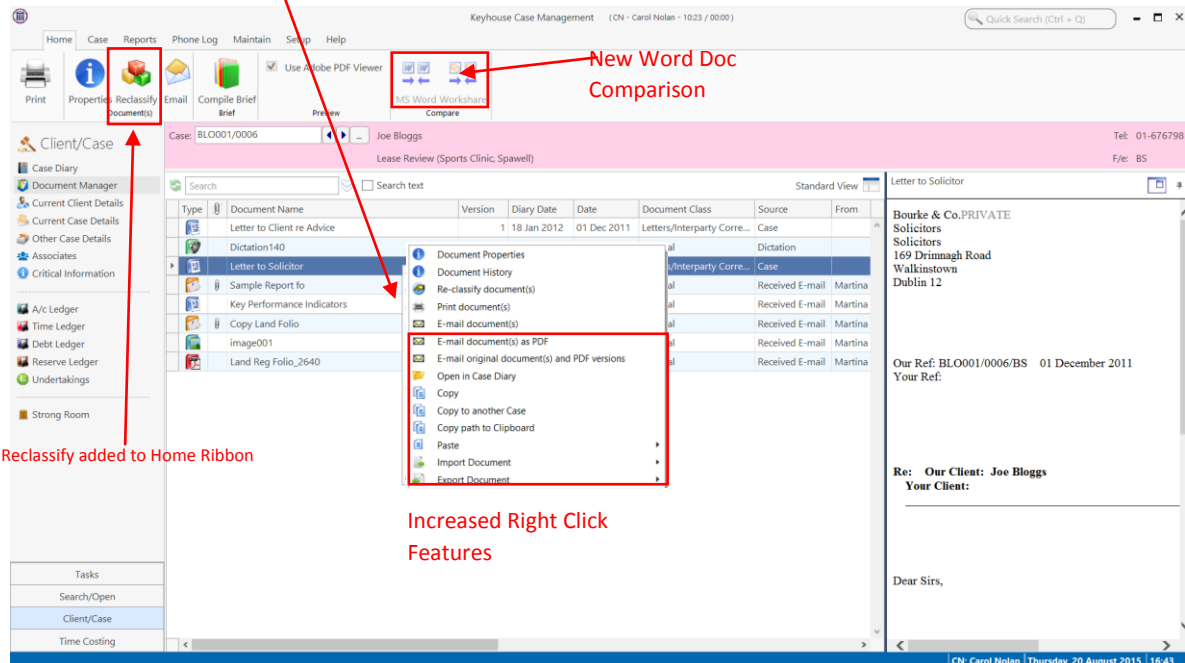 Keyhouse Case Management (CN - Carol Nolan - 10:23 / 00:00)
Quick Search (Ctrl + Q)
Home Case Reports Phone Log Maintain Setup Help
Use Adobe PDF Viewer
New Word Doc
Comparison
Print Properties Reclassify Email Compile Brief MS Word Workshare
Document(s) Brief Preview Compare
Client/Case
Case: BLO001/0006 ... Joe Bloggs Tel: 01-676798
Lease Review (Sports Clinic, Spawell) F/e: BS
Case Diary
Document Manager
Current Client Details
Current Case Details
Other Case Details
Associates
Critical Information
A/c Ledger
Time Ledger
Debt Ledger
Reserve Ledger
Undertakings
Strong Room
Reclassify added to Home Ribbon
Tasks
Search/Open
Client/Case
Time Costing
Search Search text Standard View
Type Document Name Version Diary Date Date Document Class Source From
Letter to Client re Advice 1 18 Jan 2012 01 Dec 2011 Letters/Interparty Corre... Case
Dictation140 al Dictation
Letter to Solicitor s/Interparty Corre... Case
Sample Report fo al Received E-mail Martina
Key Performance Indicators al Received E-mail Martina
Copy Land Folio al Received E-mail Martina
image001 al Received E-mail Martina
Land Reg Folio_2640 al Received E-mail Martina
Document Properties
Document History
Re-classify document(s)
Print document(s)
E-mail document(s)
E-mail document(s) as PDF
E-mail original document(s) and PDF versions
Open in Case Diary
Copy
Copy to another Case
Copy path to Clipboard
Paste
Import Document
Export Document
Increased Right Click
Features
Letter to Solicitor
Bourke & Co.PRIVATE
Solicitors
Solicitors
169 Drimnagh Road
Walkinstown
Dublin 12
Our Ref: BLO001/0006/BS 01 December 2011
Your Ref:
Re: Our Client: Joe Bloggs
Your Client:
Dear Sirs,
CN: Carol Nolan Thursday, 20 August 2015 16:43